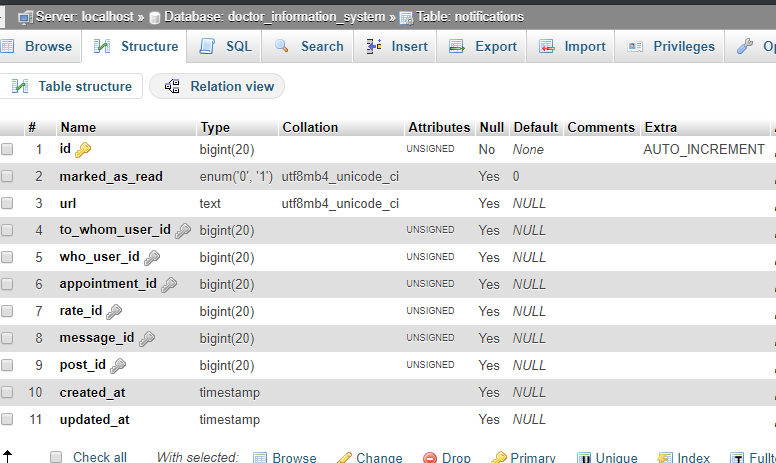 Server: localhost » Database: doctor_information_system » Table: notifications
Browse Structure SQL Search Insert Export Import Privileges
Table structure Relation view
# Name Type Collation Attributes Null Default Comments Extra
1 id bigint(20) UNSIGNED No None AUTO_INCREMENT
2 marked_as_read enum('0', '1') utf8mb4_unicode_ci Yes 0
3 url text utf8mb4_unicode_ci Yes NULL
4 to_whom_user_id bigint(20) UNSIGNED Yes NULL
5 who_user_id bigint(20) UNSIGNED Yes NULL
6 appointment_id bigint(20) UNSIGNED Yes NULL
7 rate_id bigint(20) UNSIGNED Yes NULL
8 message_id bigint(20) UNSIGNED Yes NULL
9 post_id bigint(20) UNSIGNED Yes NULL
10 created_at timestamp Yes NULL
11 updated_at timestamp Yes NULL
Check all With selected: Browse Change Drop Primary Unique Index